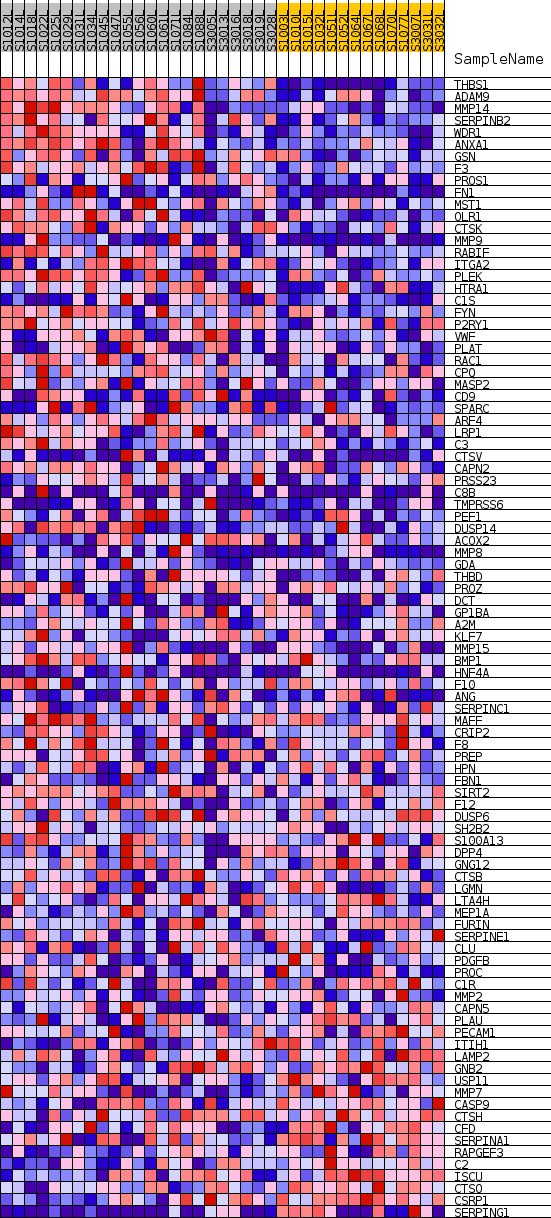 S1012
S1014
S1018
S1022
S1025
S1029
S1031
S1034
S1045
S1047
S1055
S1056
S1060
S1061
S1071
S1084
S1088
S3005
S3013
S3016
S3018
S3019
S3028
S1003
S1010
S1015
S1032
S1051
S1052
S1064
S1067
S1068
S1070
S1077
S3007
S3031
S3032
SampleName
THBS1
ADAM9
MMP14
SERPINB2
WDR1
ANXA1
GSN
F3
PROS1
FN1
MST1
OLR1
CTSK
MMP9
RABIF
ITGA2
PLEK
HTRA1
C1S
FYN
P2RY1
VWF
PLAT
RAC1
CPQ
MASP2
CD9
SPARC
ARF4
LRP1
C3
CTSV
CAPN2
PRSS23
C8B
TMPRSS6
PEF1
DUSP14
ACOX2
MMP8
GDA
THBD
PROZ
DCT
GP1BA
A2M
KLF7
MMP15
BMP1
HNF4A
F10
ANG
SERPINC1
MAFF
CRIP2
F8
PREP
HPN
FBN1
SIRT2
F12
DUSP6
SH2B2
S100A13
DPP4
GNG12
CTSB
LGMN
LTA4H
MEP1A
FURIN
SERPINE1
CLU
PDGFB
PROC
C1R
MMP2
CAPN5
PLAU
PECAM1
ITIH1
LAMP2
GNB2
USP11
MMP7
CASP9
CTSH
CFD
SERPINA1
RAPGEF3
C2
ISCU
CTSO
CSRP1
SERPING1